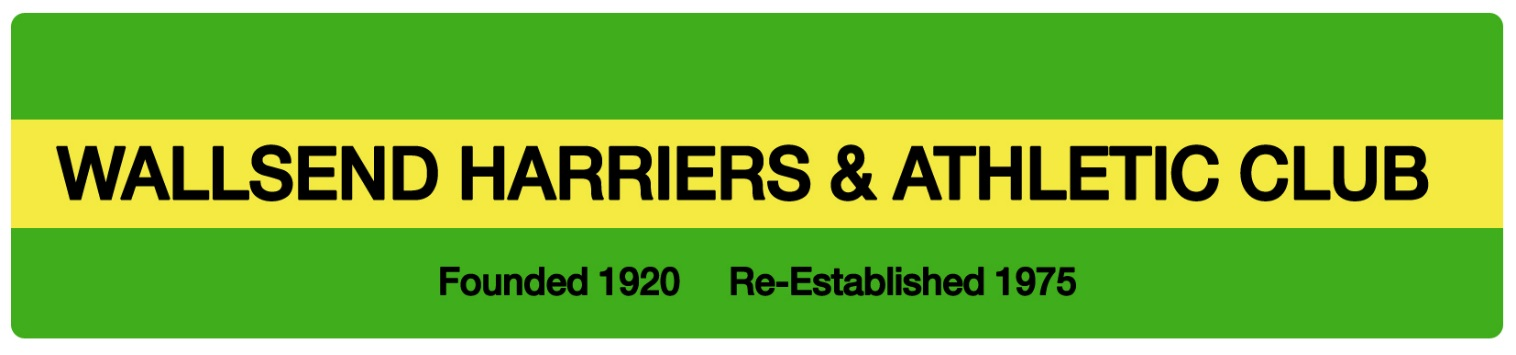 WALLSEND HARRIERS & ATHLETIC CLUB
Founded 1920 Re-Established 1975